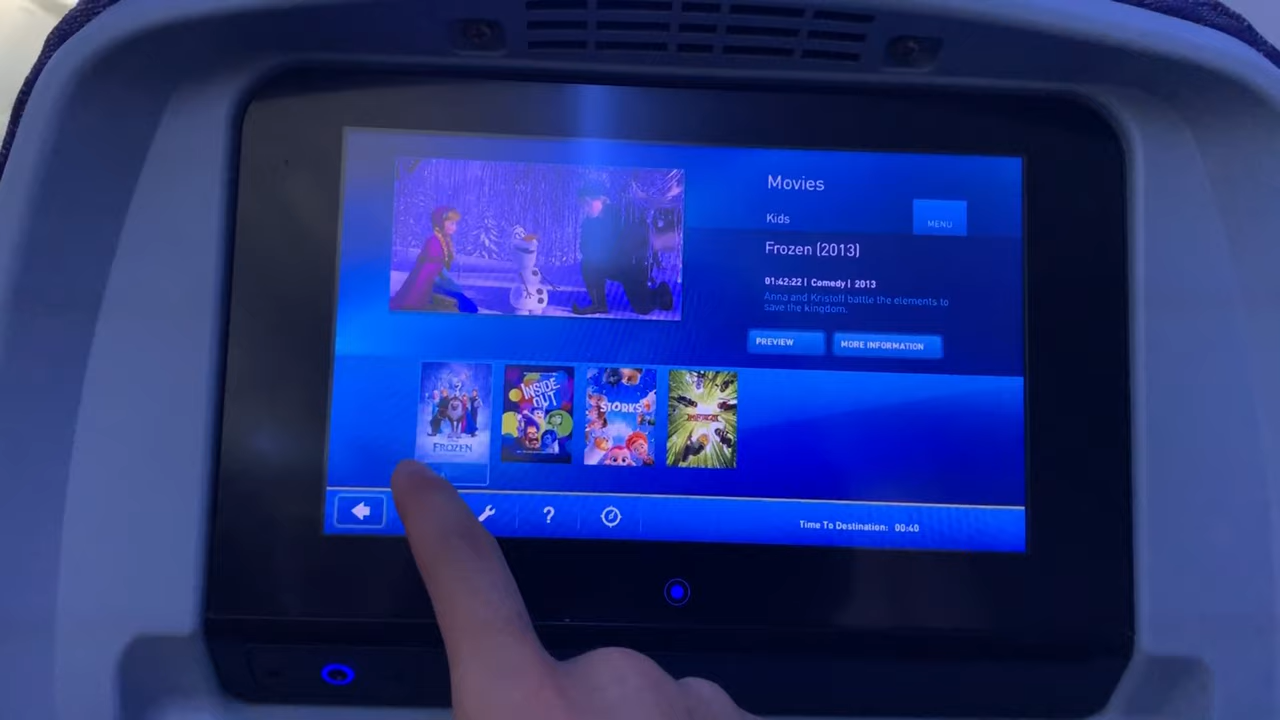 Movies
Kids
MENU
Frozen (2013)
01:42:22 | Comedy | 2013
Anna and Kristoff battle the elements to
save the kingdom.
PREVIEW
MORE INFORMATION
FROZEN
INSIDE
OUT
STORKS
?
Time To Destination: 00:40